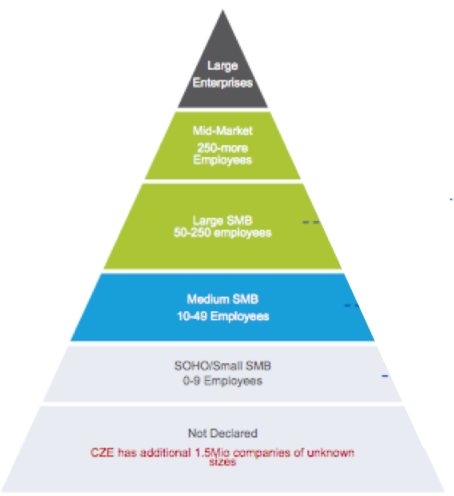 Large
Enterprises
Mid-Market
250-more
Employees
Large SMB
50-250 employees
Medium SMB
10-49 Employees
SOHO/Small SMB
0-9 Employees
Not Declared
CZE has additional 1.5Mio companies of unknown
sizes